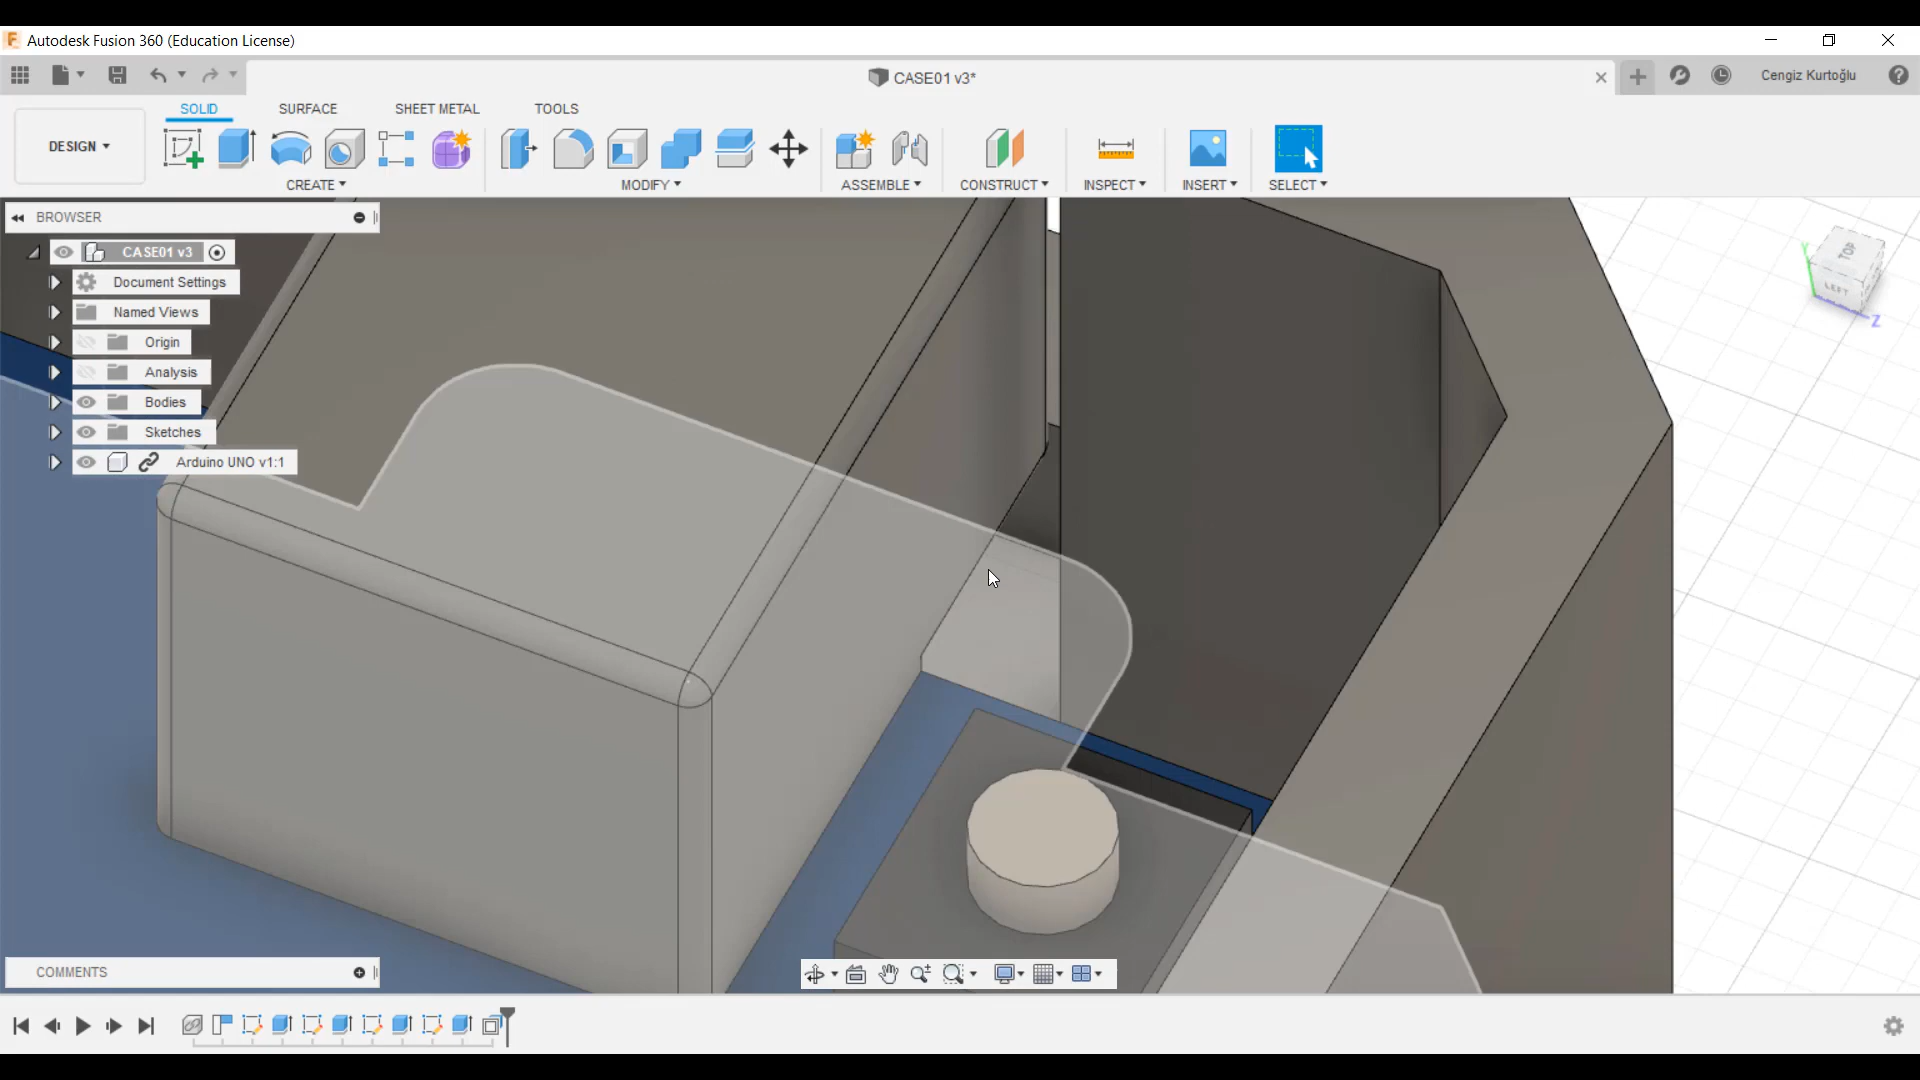 Autodesk Fusion 360 (Education License)
CASE01 v3*
Cengiz Kurtoğlu
SOLID
SURFACE
SHEET METAL
TOOLS
DESIGN
CREATE
MODIFY
ASSEMBLE
CONSTRUCT
INSPECT
INSERT
SELECT
BROWSER
CASE01 v3
Document Settings
Named Views
Origin
Analysis
Bodies
Sketches
Arduino UNO v1:1
Y
TOP
LEFT
Z
COMMENTS